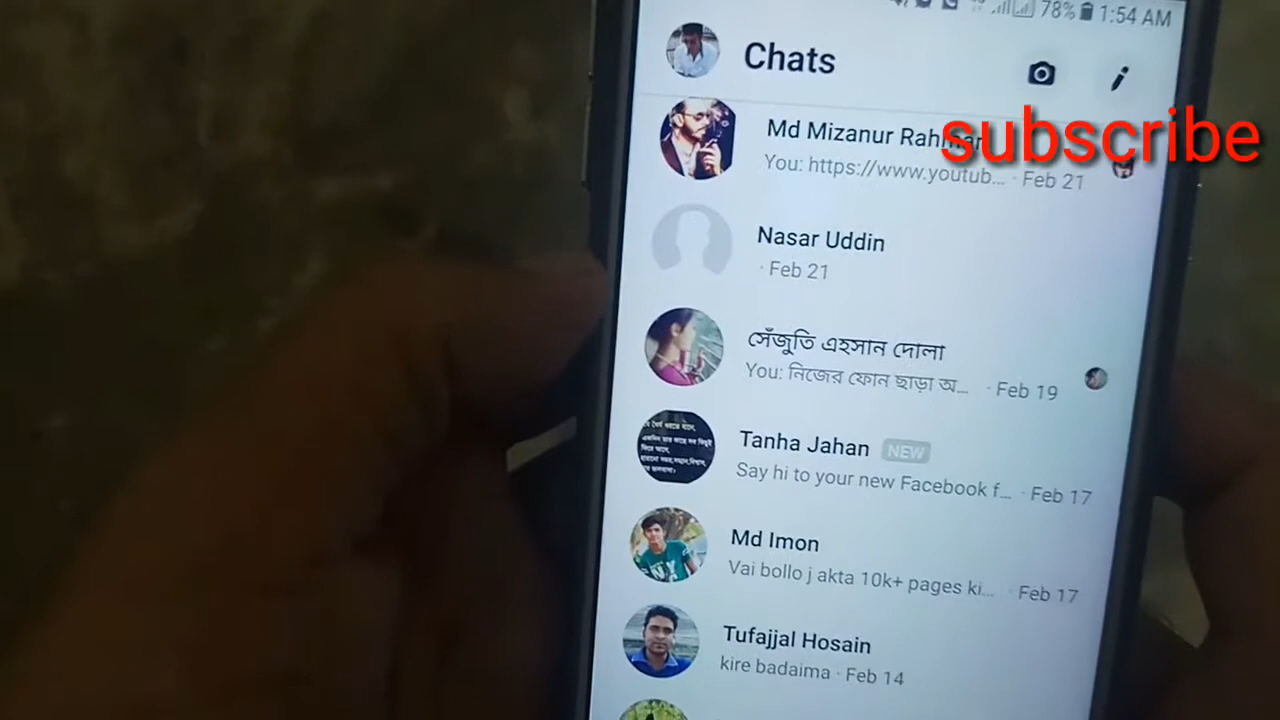 78% 1:54 AM
Chats
Md Mizanur Rahman
subscribe
You: https://www.youtub... · Feb 21
Nasar Uddin
· Feb 21
সেঁজুতি এহসান দোলা
You: নিজের ফোন ছাড়া অ... · Feb 19
Tanha Jahan NEW
Say hi to your new Facebook f... · Feb 17
Md Imon
Vai bollo j akta 10k+ pages ki... · Feb 17
Tufajjal Hosain
kire badaima · Feb 14